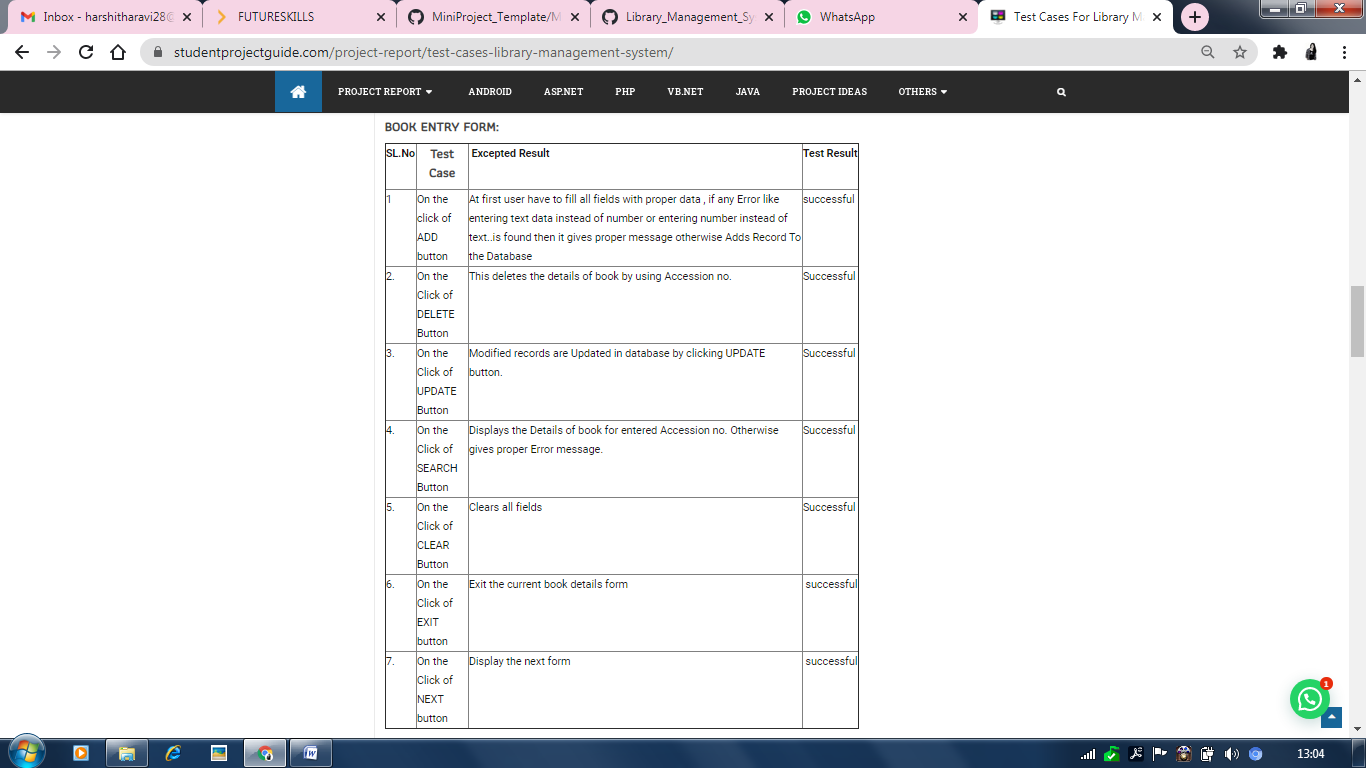 Inbox - harshitharavi28@
FUTURESKILLS
MiniProject_Template/M
Library_Management_Sy
WhatsApp
Test Cases For Library M
studentprojectguide.com/project-report/test-cases-library-management-system/
PROJECT REPORT ANDROID ASP.NET PHP VB.NET JAVA PROJECT IDEAS OTHERS
BOOK ENTRY FORM:
SL.No Test Excepted Result Test Result
Case
1 On the At first user have to fill all fields with proper data , if any Error like successful
click of entering text data instead of number or entering number instead of
ADD text..is found then it gives proper message otherwise Adds Record To
button the Database
2. On the This deletes the details of book by using Accession no. Successful
Click of
DELETE
Button
3. On the Modified records are Updated in database by clicking UPDATE Successful
Click of button.
UPDATE
Button
4. On the Displays the Details of book for entered Accession no. Otherwise Successful
Click of gives proper Error message.
SEARCH
Button
5. On the Clears all fields Successful
Click of
CLEAR
Button
6. On the Exit the current book details form successful
Click of
EXIT
button
7. On the Display the next form successful
Click of
NEXT
button
1
13:04